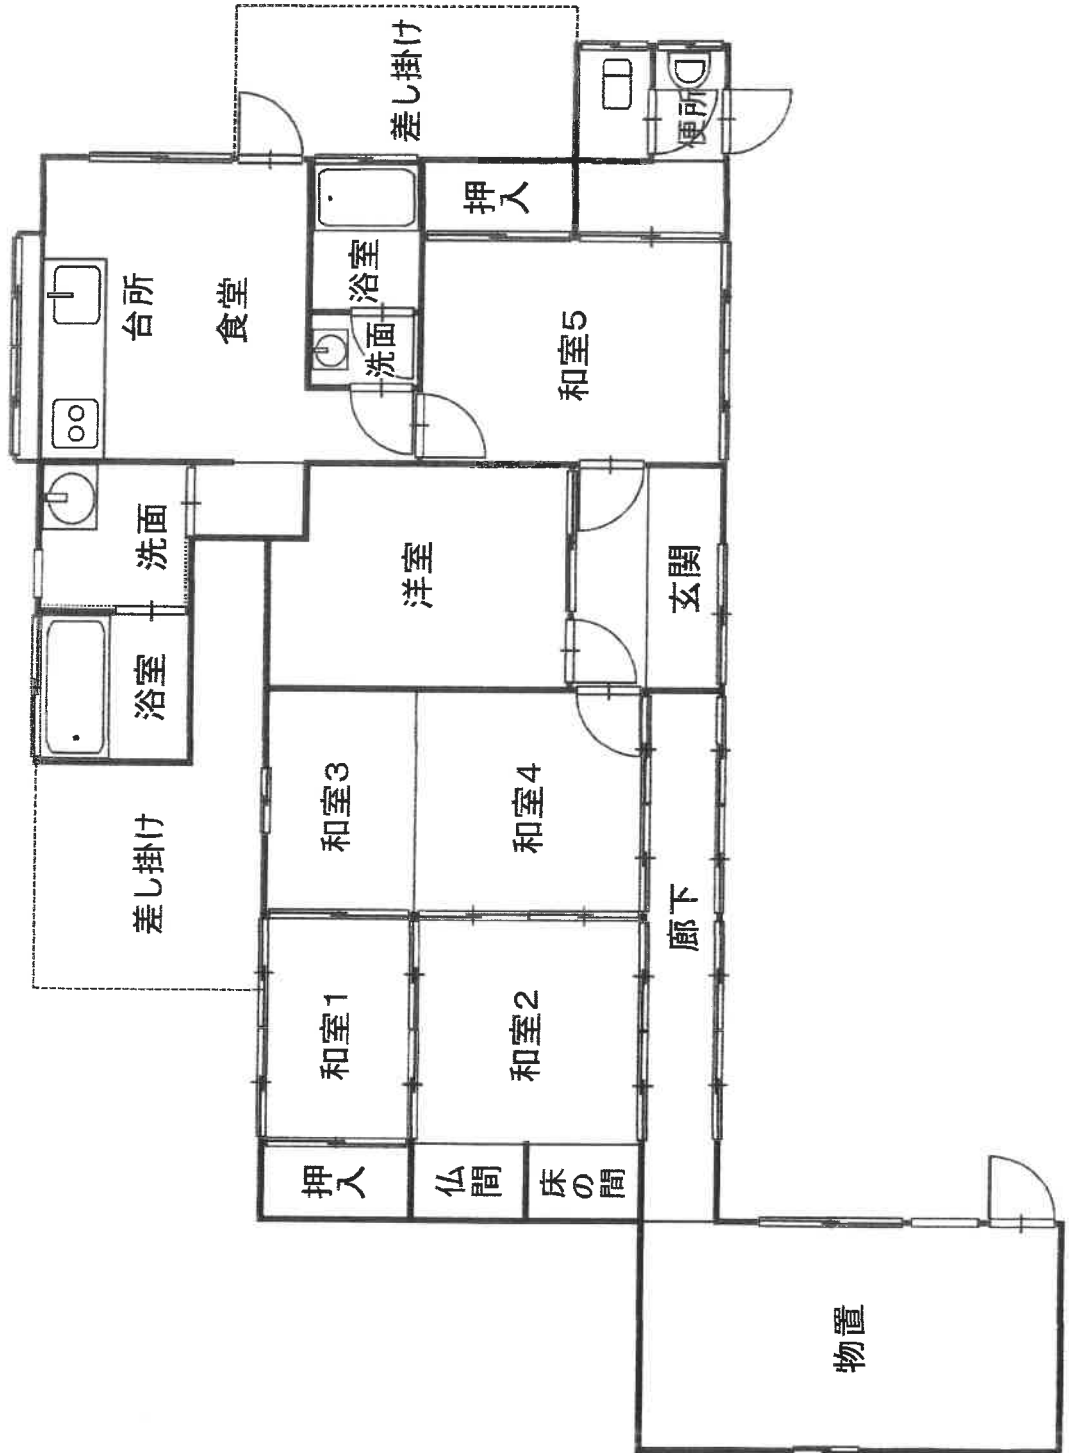 差し掛け
台所
食堂
浴室
洗面
押入
便所
和室5
洗面
浴室
洋室
玄関
差し掛け
和室3
和室4
廊下
和室1
和室2
押入
仏間
床の間
物置